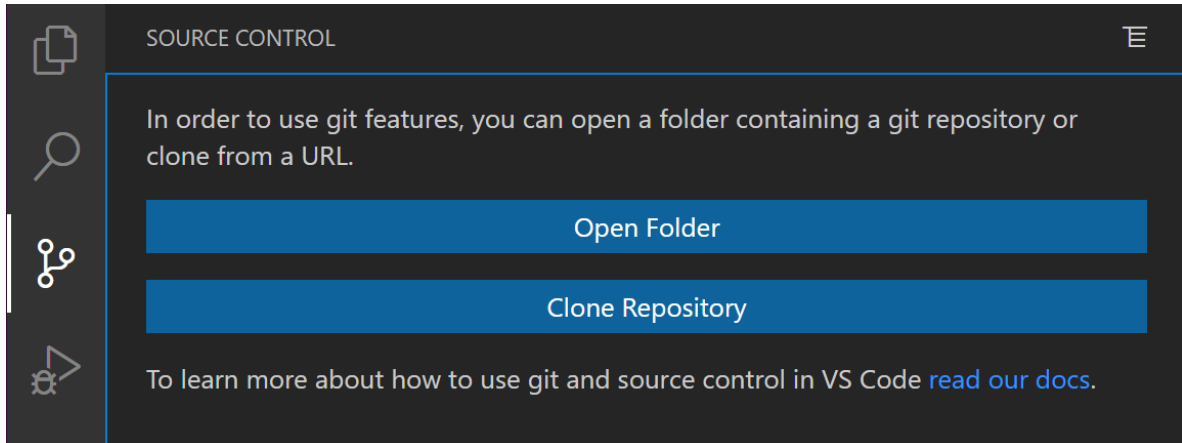 SOURCE CONTROL
In order to use git features, you can open a folder containing a git repository or
clone from a URL.
Open Folder
Clone Repository
To learn more about how to use git and source control in VS Code read our docs.